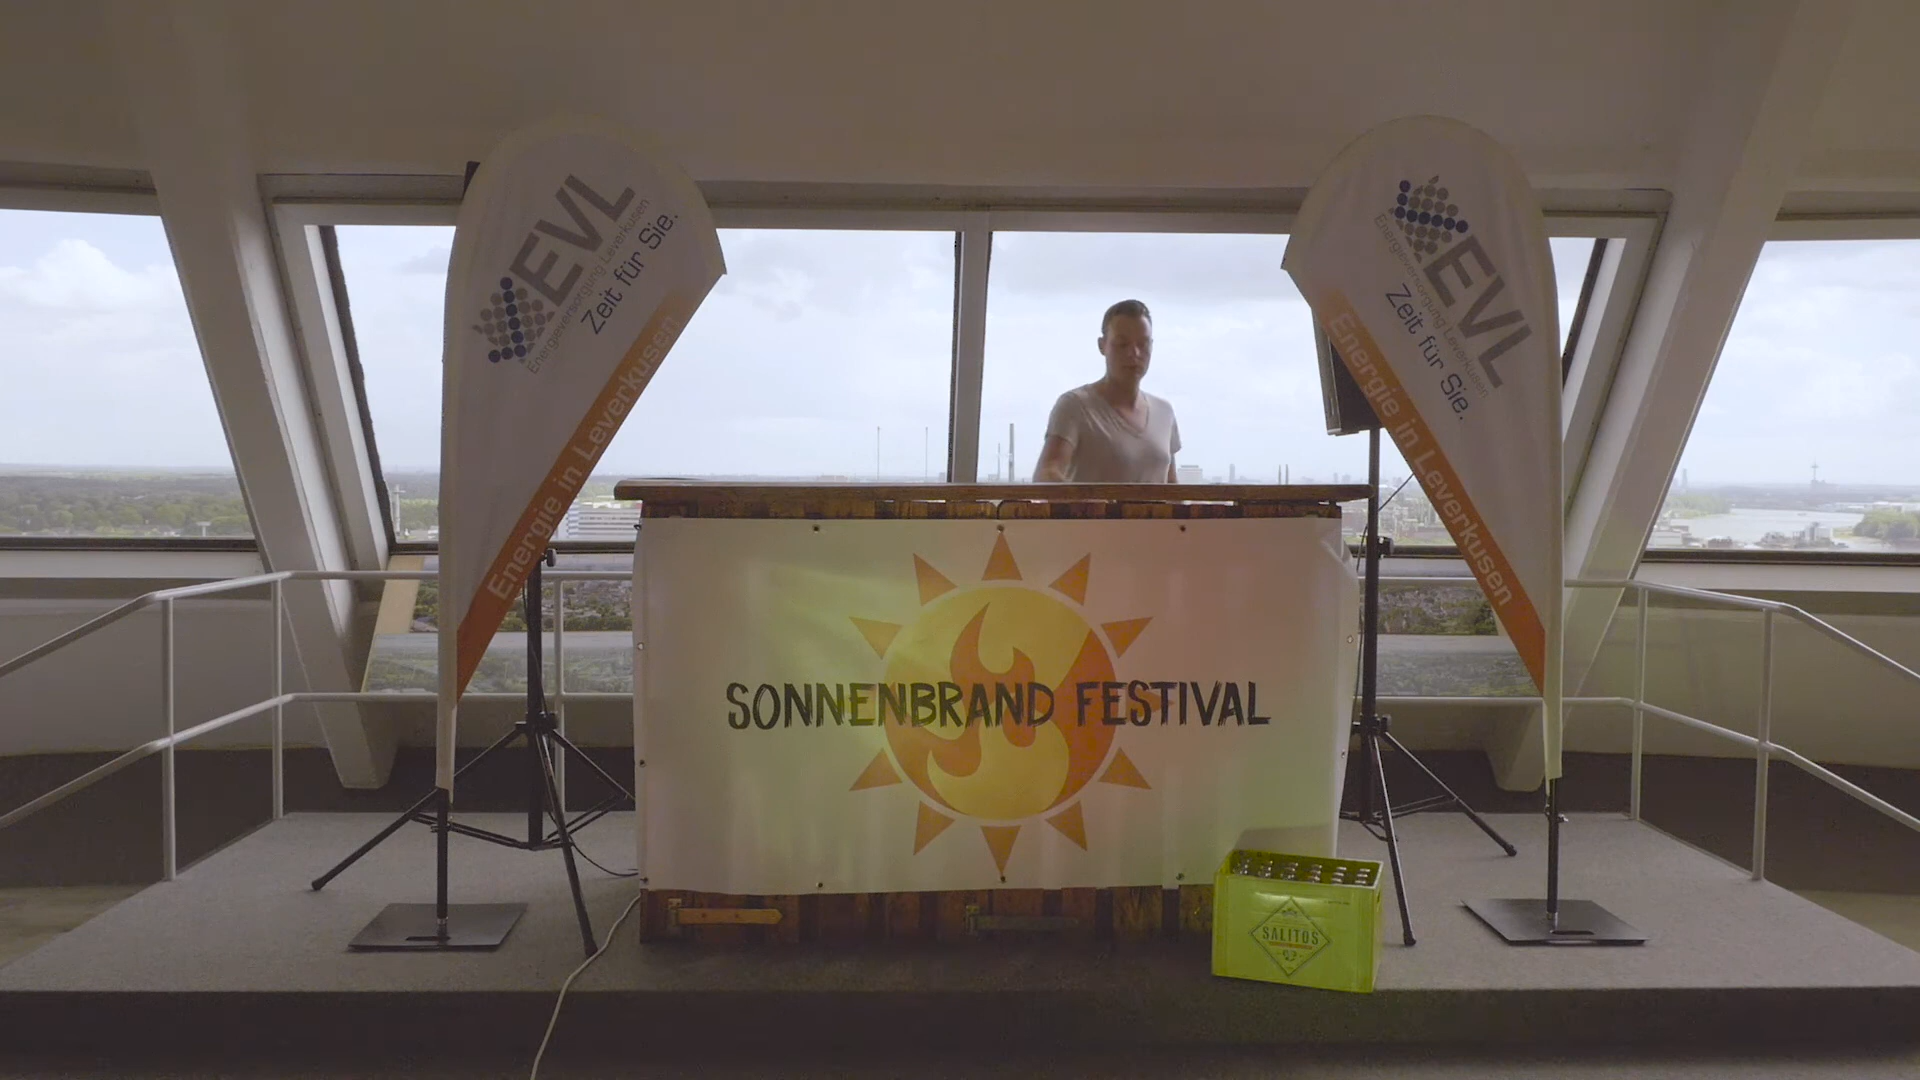 EVL
Energieversorgung Leverkusen
Zeit für Sie.
Energie in Leverkusen
EVL
Energieversorgung Leverkusen
Zeit für Sie.
Energie in Leverkusen
SONNENBRAND FESTIVAL
SALITOS